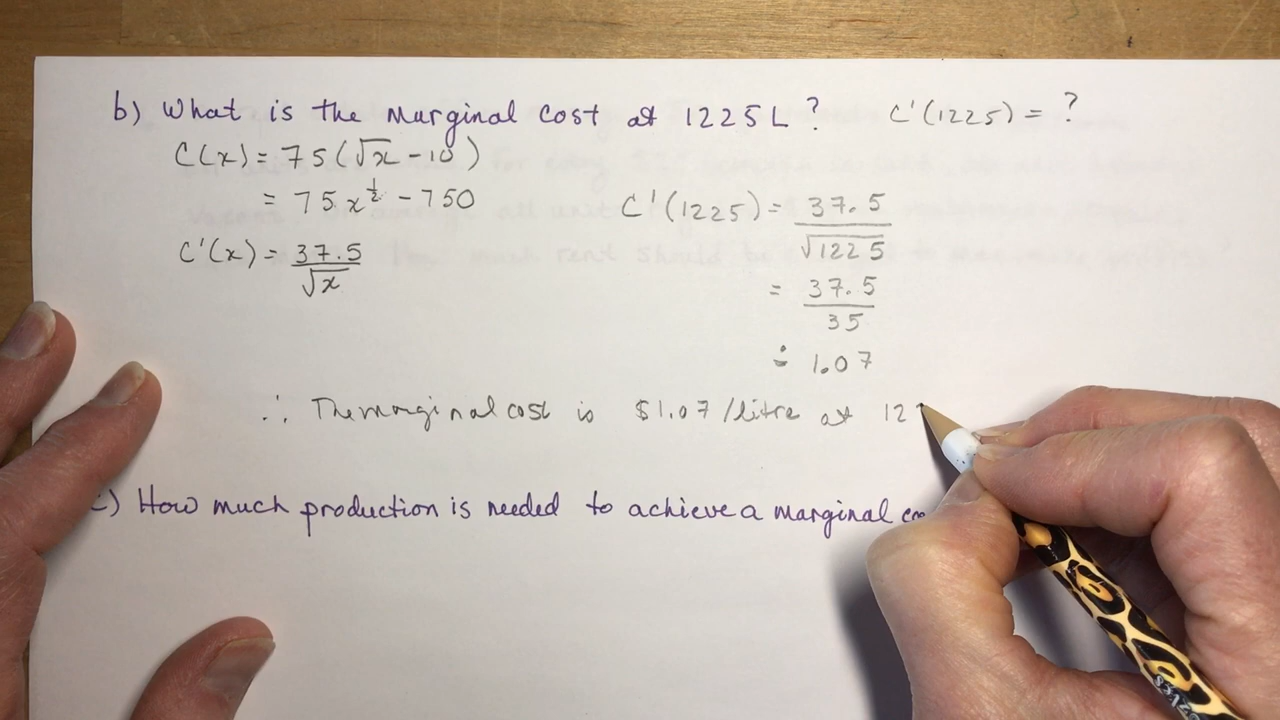 b) What is the marginal cost at 1225 L ? C'(1225) = ?
C(x) = 75(√x - 10)
= 75x^½ - 750
C'(x) = 37.5/√x
C'(1225) = 37.5/√1225
= 37.5/35
≐ 1.07
∴ The marginal cost is $1.07/litre at 12
c) How much production is needed to achieve a marginal